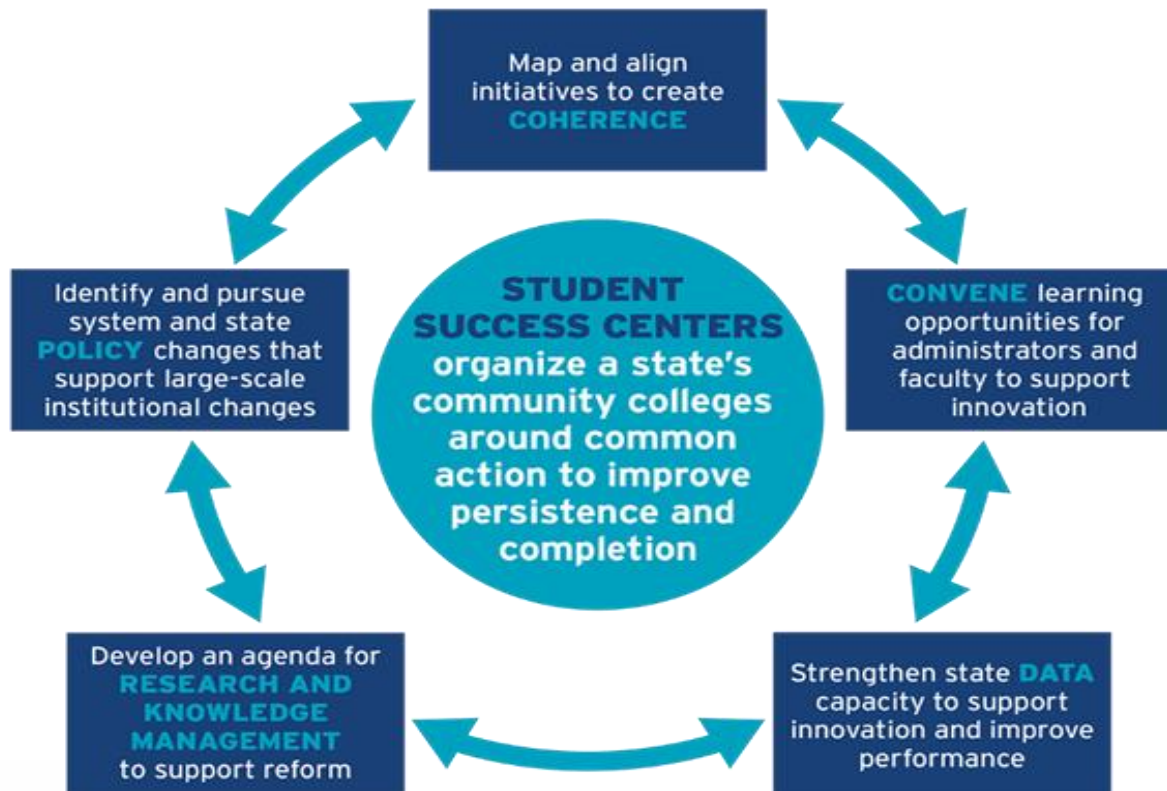 Map and align
initiatives to create
COHERENCE
Identify and pursue
system and state
POLICY changes that
support large-scale
institutional changes
STUDENT
SUCCESS CENTERS
organize a state's
community colleges
around common
action to improve
persistence and
completion
CONVENE learning
opportunities for
administrators and
faculty to support
innovation
Develop an agenda for
RESEARCH AND
KNOWLEDGE
MANAGEMENT
to support reform
Strengthen state DATA
capacity to support
innovation and improve
performance